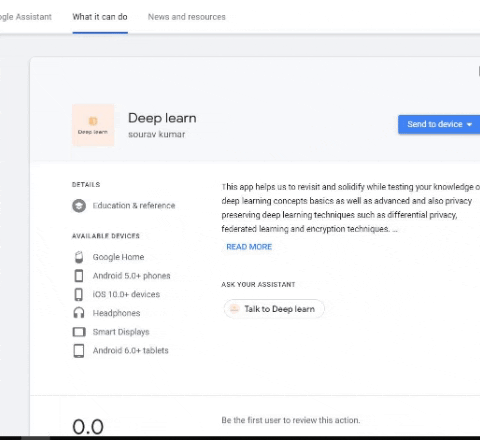 gle Assistant What it can do News and resources
Deep learn
Deep learn
sourav kumar
Send to device
DETAILS
Education & reference
AVAILABLE DEVICES
Google Home
Android 5.0+ phones
iOS 10.0+ devices
Headphones
Smart Displays
Android 6.0+ tablets
This app helps us to revisit and solidify while testing your knowledge o
deep learning concepts basics as well as advanced and also privacy
preserving deep learning techniques such as differential privacy,
federated learning and encryption techniques. ...
READ MORE
ASK YOUR ASSISTANT
Talk to Deep learn
0.0
Be the first user to review this action.